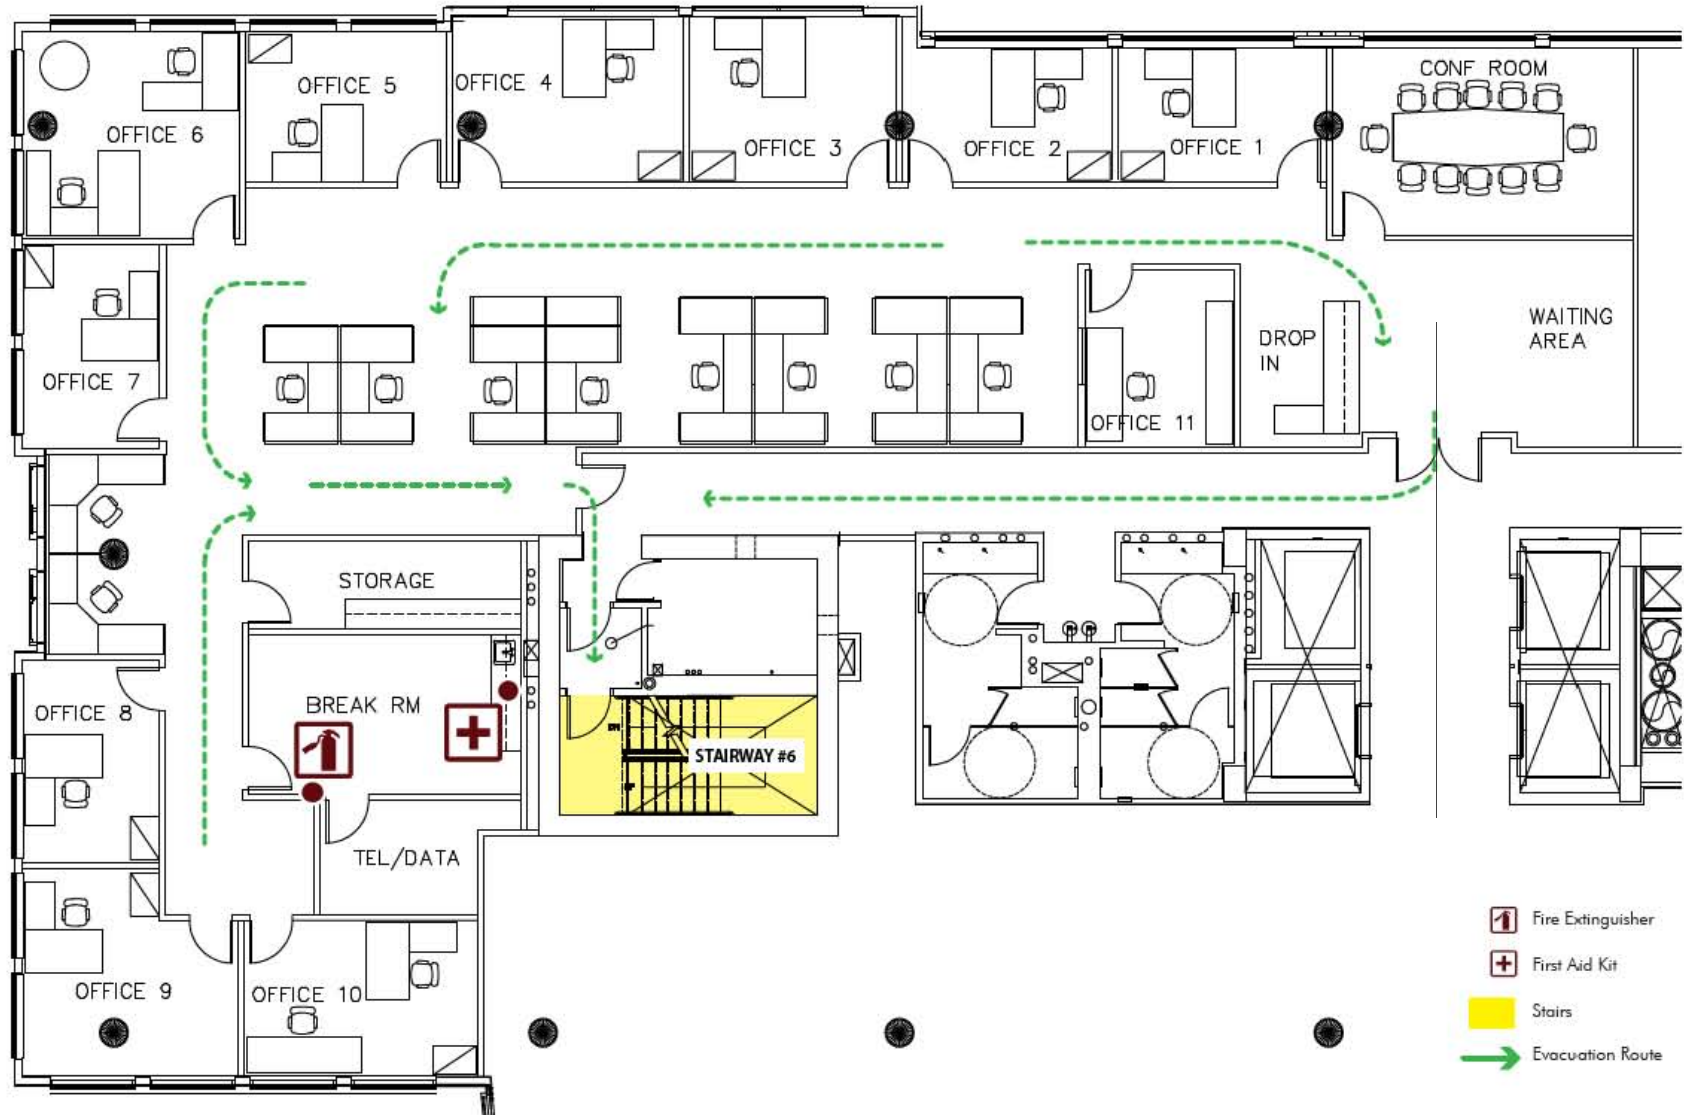 CONF ROOM
OFFICE 5
OFFICE 4
OFFICE 6
OFFICE 3
OFFICE 2
OFFICE 1
WAITING
AREA
DROP
IN
OFFICE 7
OFFICE 11
STORAGE
BREAK RM
OFFICE 8
STAIRWAY #6
TEL/DATA
OFFICE 9
OFFICE 10
Fire Extinguisher
First Aid Kit
Stairs
Evacuation Route